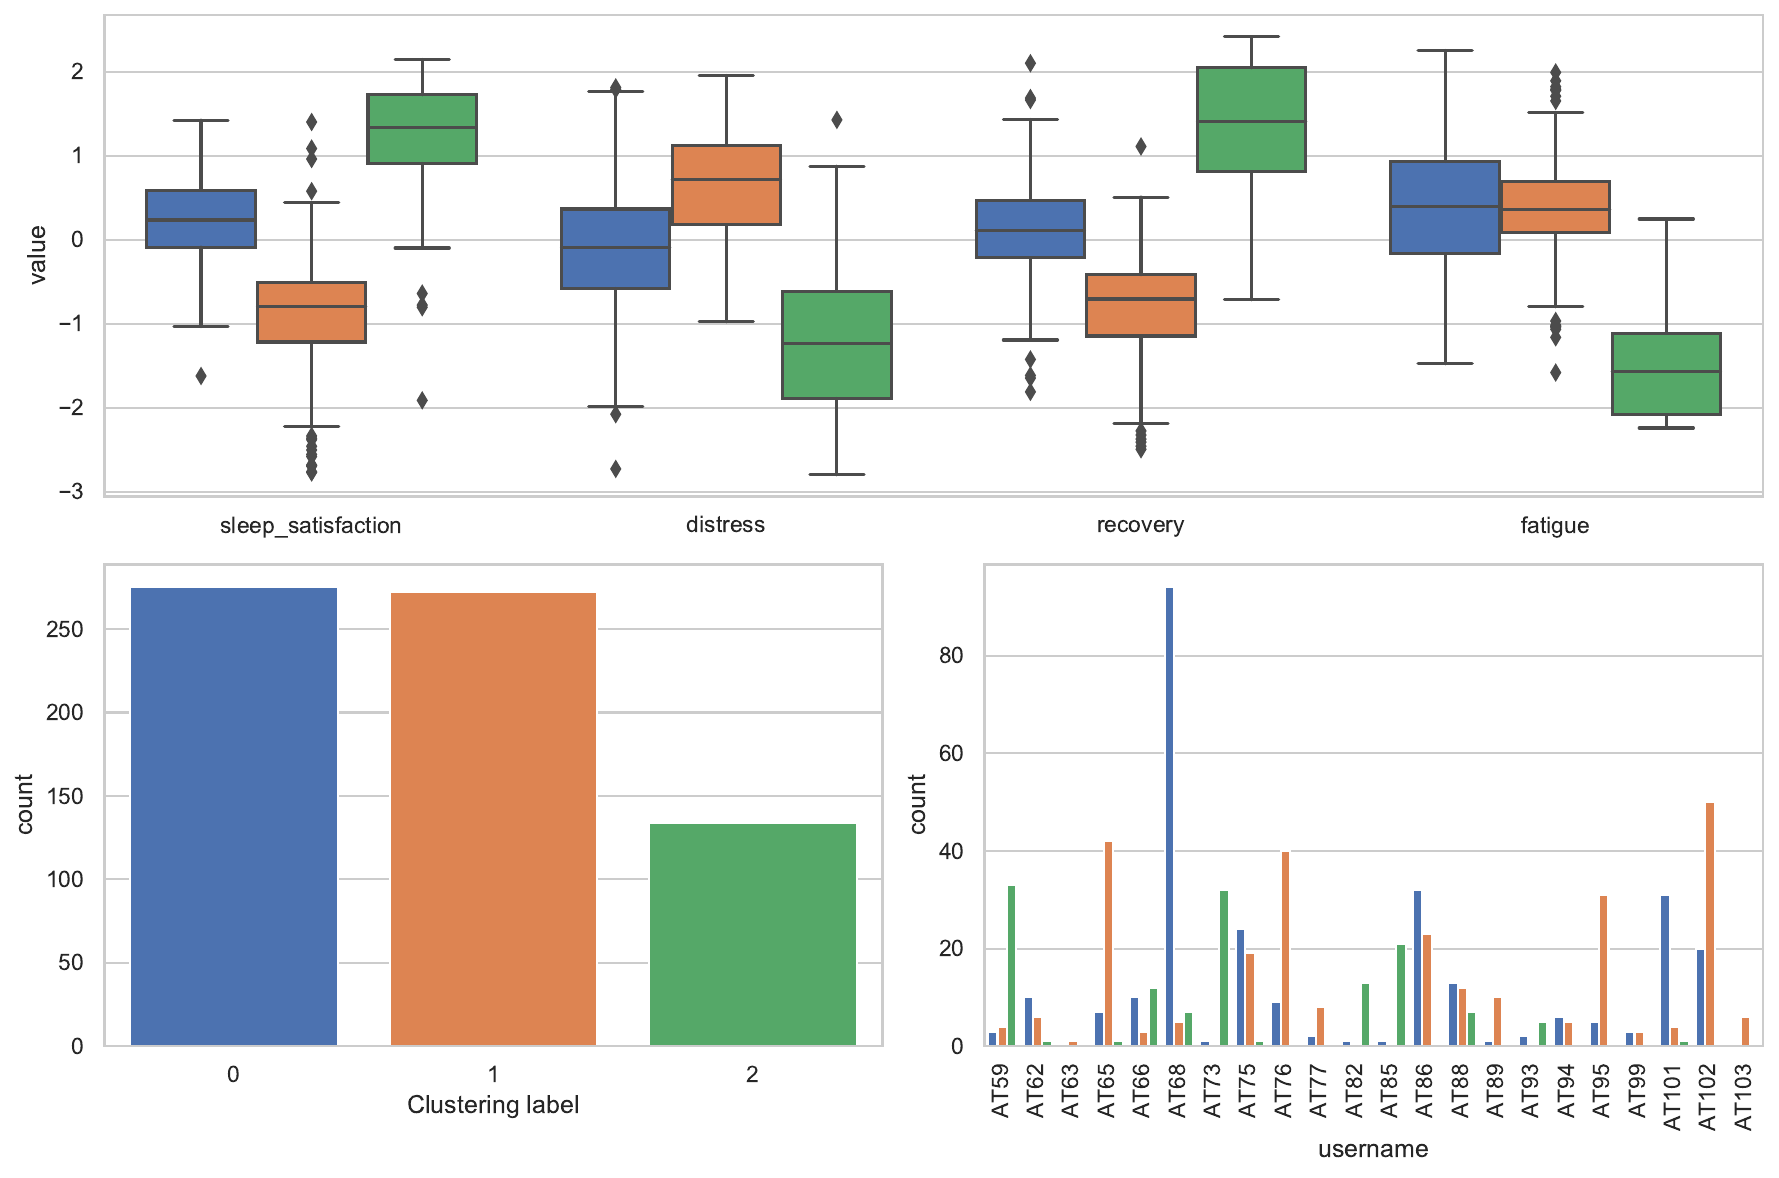 2
1
0
−1
−2
−3
value
sleep_satisfaction distress recovery fatigue
250
200
150
100
50
0
count
0 1 2
Clustering label
80
60
40
20
0
count
AT59 AT62 AT63 AT65 AT66 AT68 AT73 AT75 AT76 AT77 AT82 AT85 AT86 AT88 AT89 AT93 AT94 AT95 AT99 AT101 AT102 AT103
username